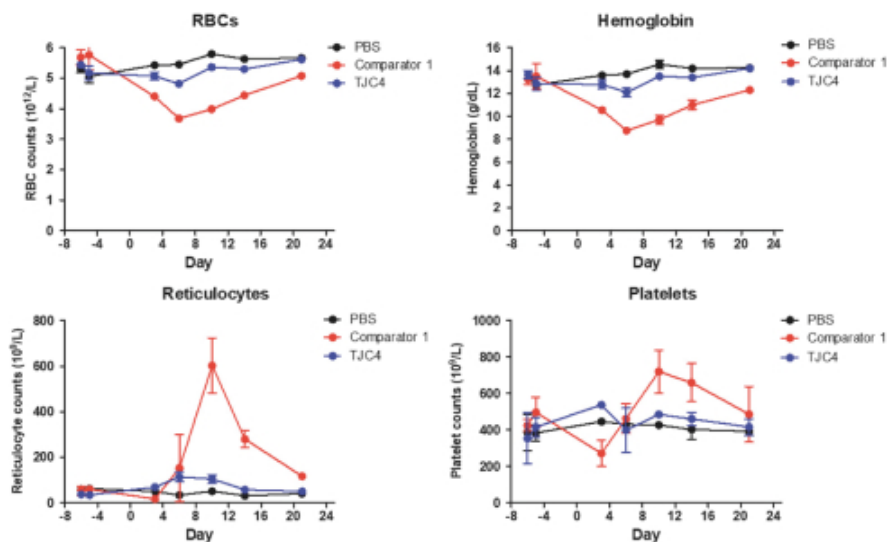 RBCs
PBS
Comparator 1
TJC4
RBC counts (10¹²/L)
6
5
4
3
2
1
0
-8 -4 0 4 8 12 16 20 24
Day
Hemoglobin
PBS
Comparator 1
TJC4
Hemoglobin (g/dL)
16
14
12
10
8
6
4
2
0
-8 -4 0 4 8 12 16 20 24
Day
Reticulocytes
PBS
Comparator 1
TJC4
Reticulocyte counts (10⁹/L)
800
600
400
200
0
-8 -4 0 4 8 12 16 20 24
Day
Platelets
PBS
Comparator 1
TJC4
Platelet counts (10⁹/L)
1000
800
600
400
200
0
-8 -4 0 4 8 12 16 20 24
Day